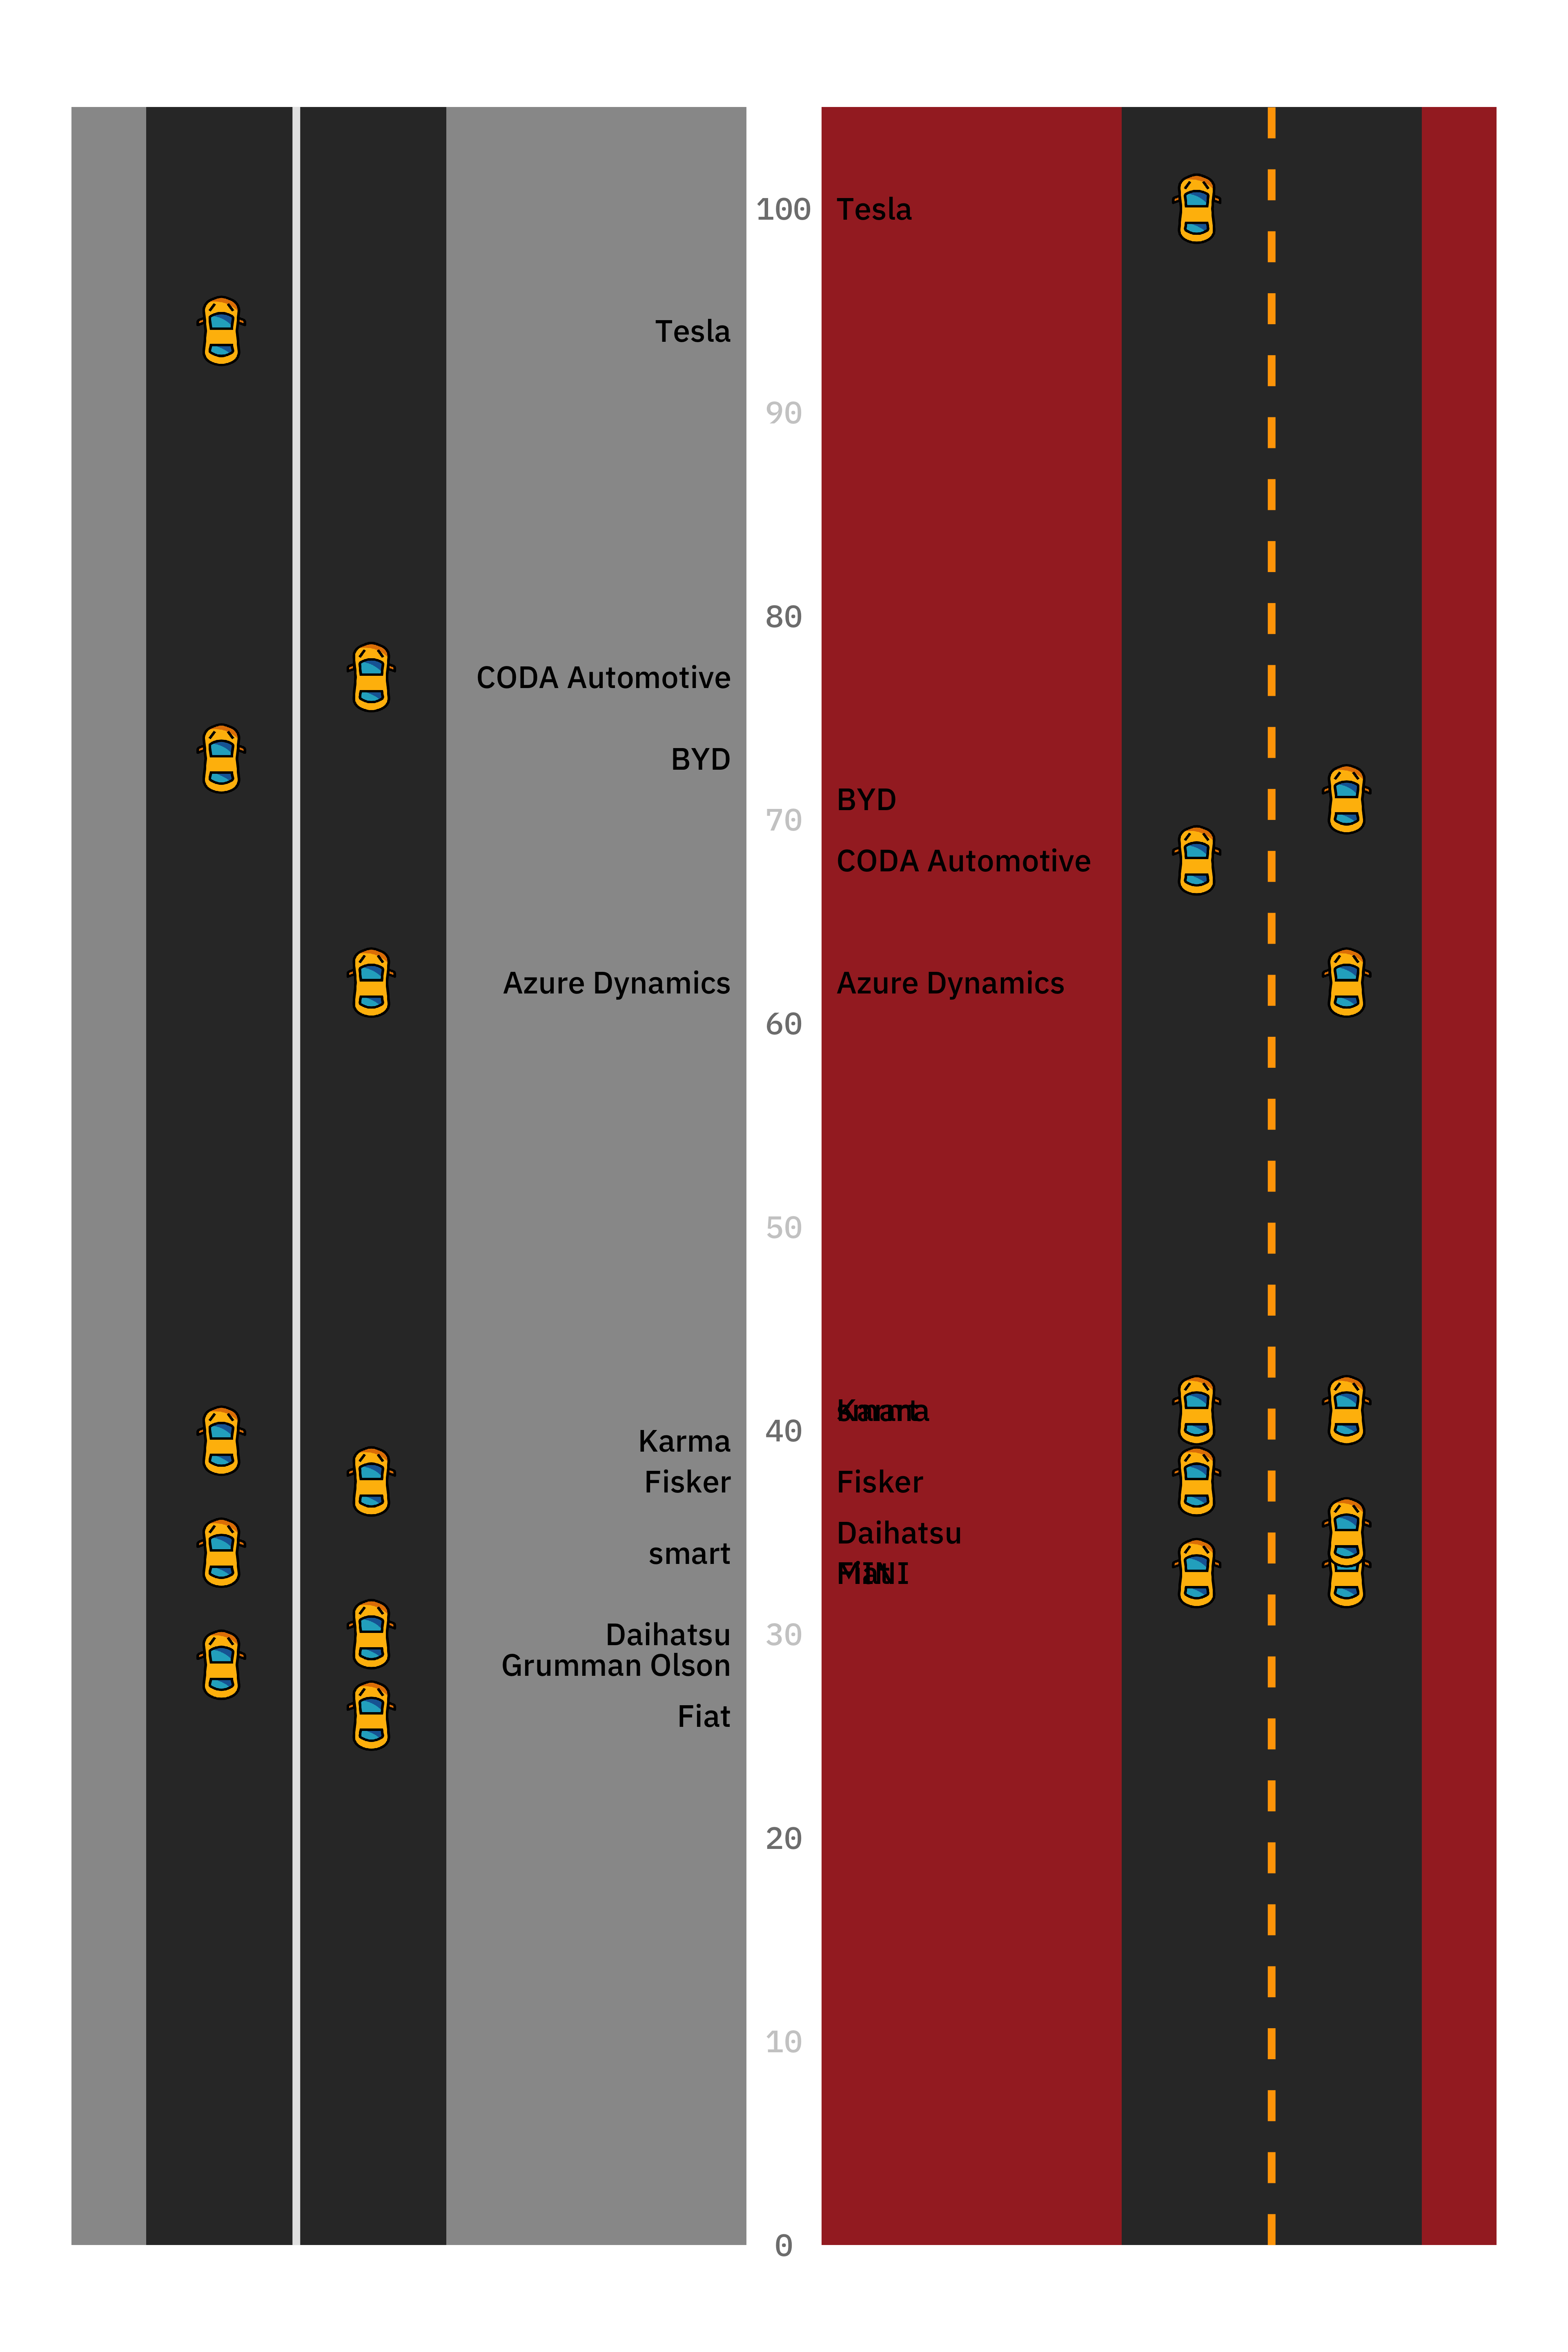 Tesla
CODA Automotive
BYD
Azure Dynamics
Karma
Fisker
smart
Daihatsu
Grumman Olson
Fiat
100
90
80
70
60
50
40
30
20
10
0
Tesla
BYD
CODA Automotive
Azure Dynamics
Karma
smart
Fisker
Daihatsu
Fiat
MINI